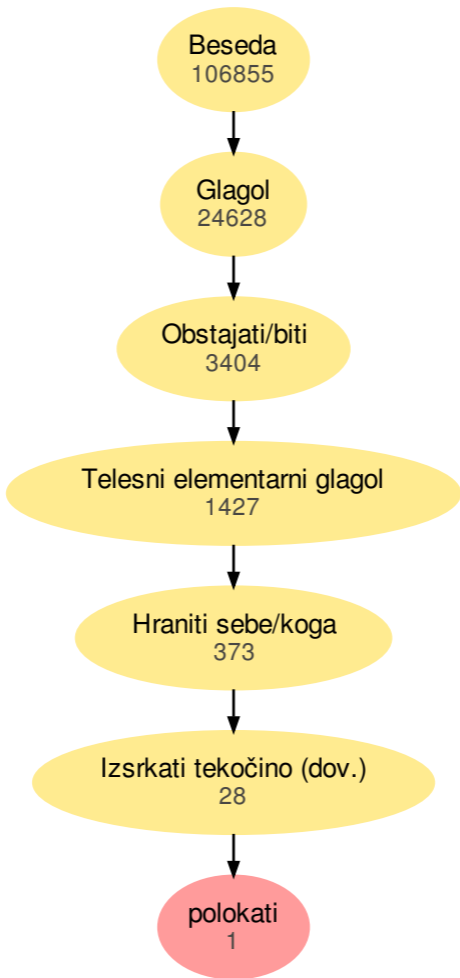 Beseda
106855
Glagol
24628
Obstajati/biti
3404
Telesni elementarni glagol
1427
Hraniti sebe/koga
373
Izsrkati tekočino (dov.)
28
polokati
1